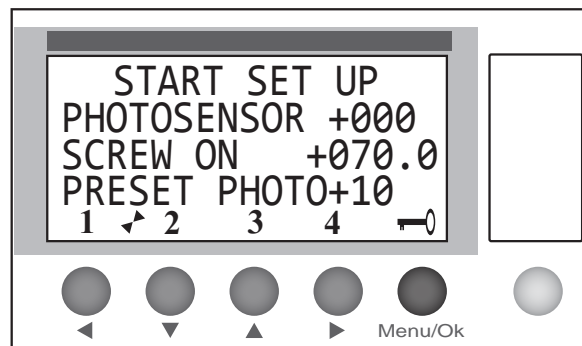 START SET UP
PHOTOSENSOR +000
SCREW ON +070.0
PRESET PHOTO+10
1 2 3 4
Menu/Ok